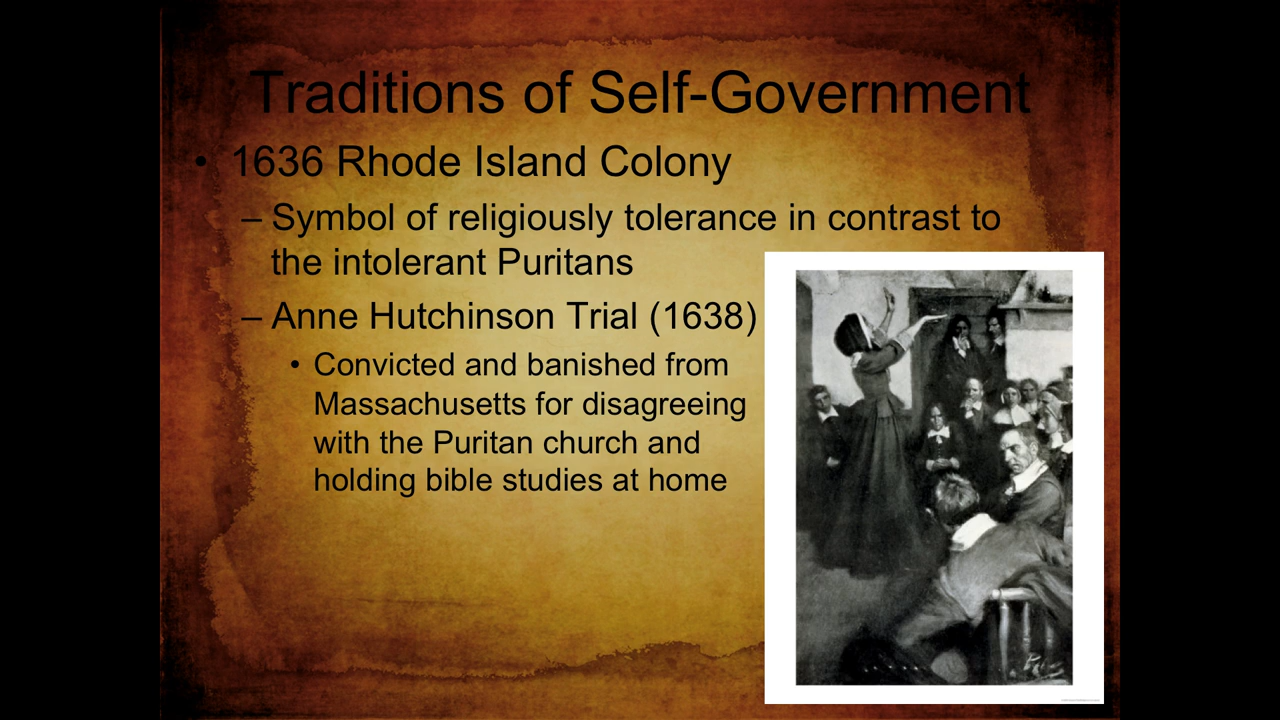 Traditions of Self-Government
• 1636 Rhode Island Colony
– Symbol of religiously tolerance in contrast to
the intolerant Puritans
– Anne Hutchinson Trial (1638)
• Convicted and banished from
Massachusetts for disagreeing
with the Puritan church and
holding bible studies at home